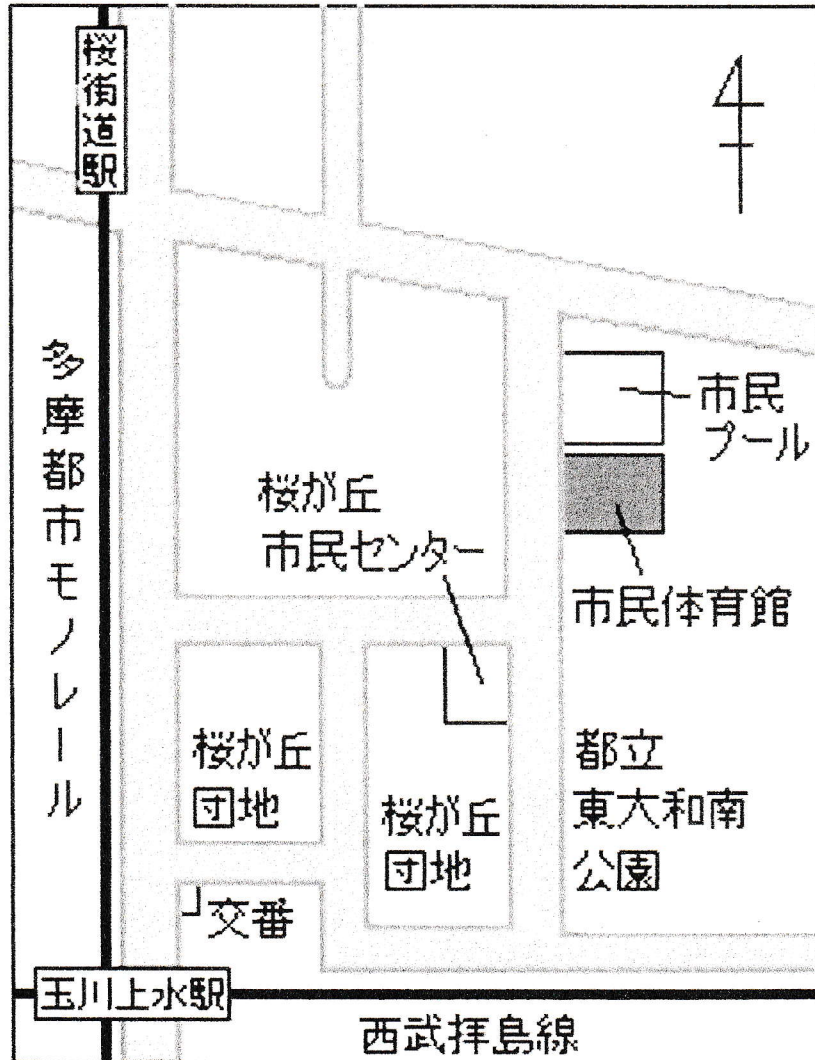 桜街道駅
多摩都市モノレール
市民
プール
桜が丘
市民センター
市民体育館
桜が丘
団地
桜が丘
団地
都立
東大和南
公園
交番
玉川上水駅
西武拝島線